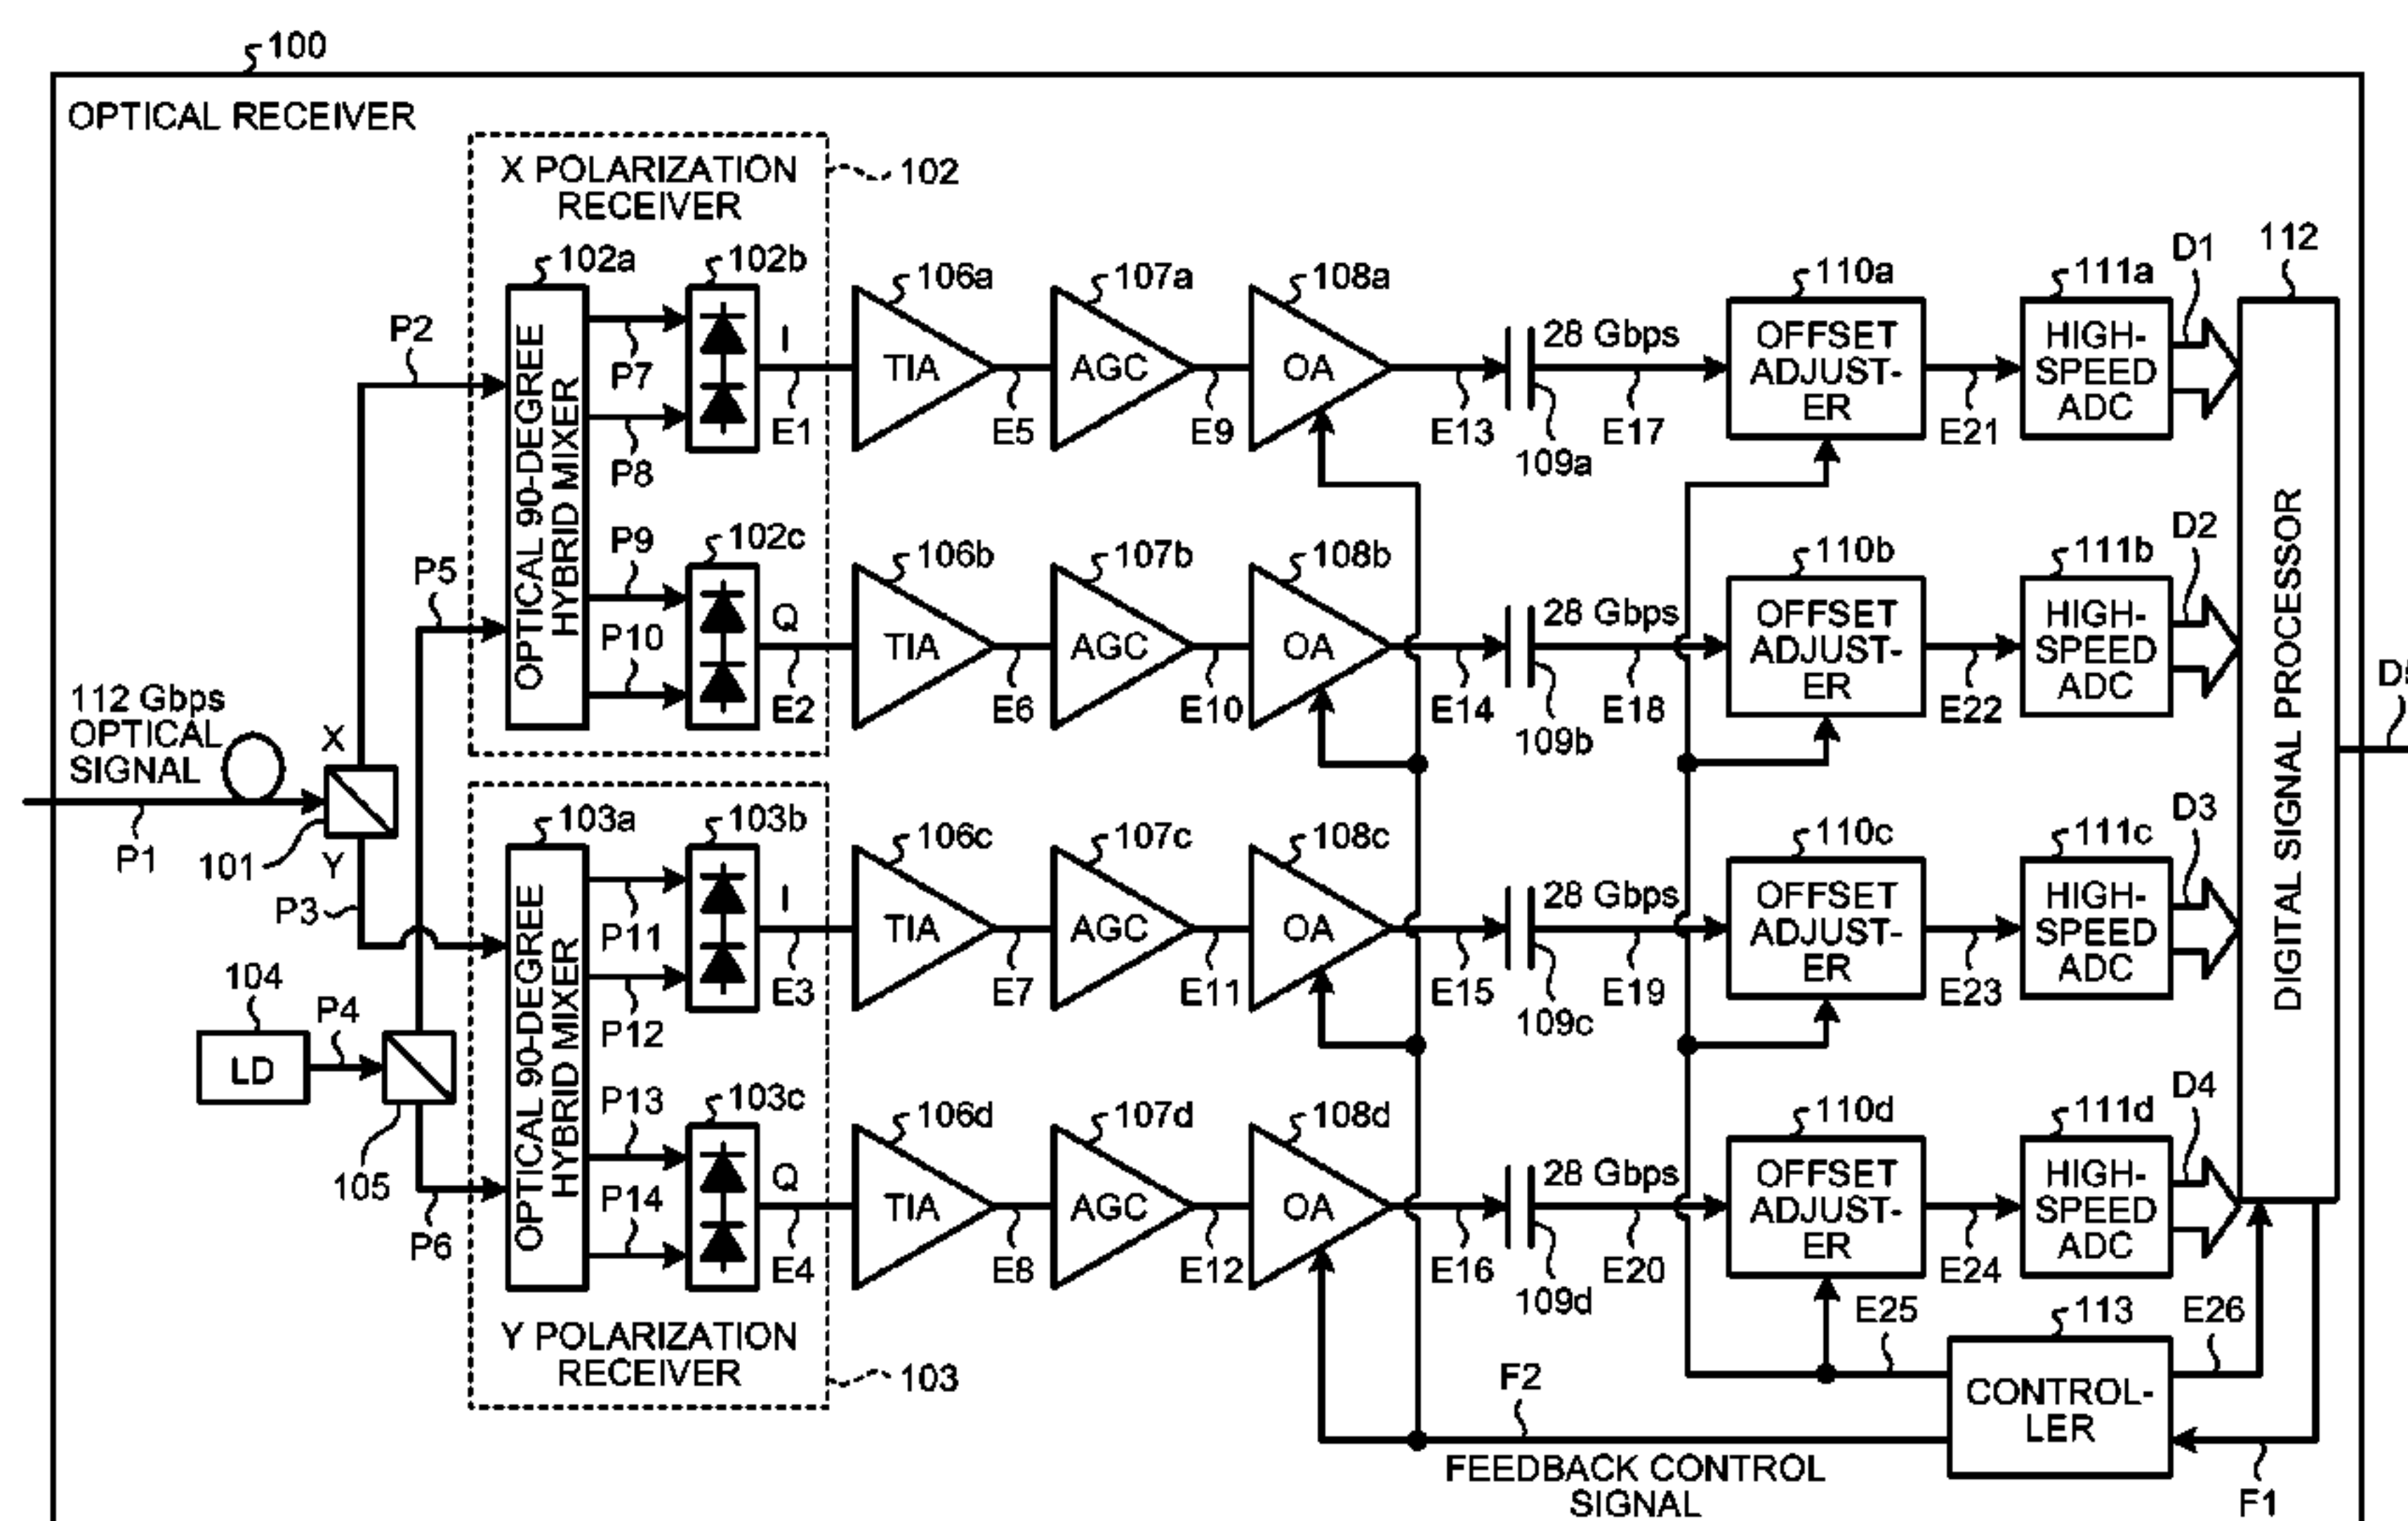 100
OPTICAL RECEIVER
X POLARIZATION
RECEIVER
102
102a
102b
106a
107a
108a
110a
111a
D1
112
P2
OPTICAL 90-DEGREE
HYBRID MIXER
P7
P8
I
E1
TIA
E5
AGC
E9
OA
E13
28 Gbps
109a
E17
OFFSET
ADJUST-
ER
E21
HIGH-
SPEED
ADC
DIGITAL SIGNAL PROCESSOR
P5
P9
P10
102c
Q
E2
106b
TIA
E6
107b
AGC
E10
108b
OA
E14
28 Gbps
109b
E18
110b
OFFSET
ADJUST-
ER
E22
111b
HIGH-
SPEED
ADC
D2
112 Gbps
OPTICAL
SIGNAL
X
Y
P1
101
P3
103a
OPTICAL 90-DEGREE
HYBRID MIXER
P11
P12
103b
I
E3
106c
TIA
E7
107c
AGC
E11
108c
OA
E15
28 Gbps
109c
E19
110c
OFFSET
ADJUST-
ER
E23
111c
HIGH-
SPEED
ADC
D3
104
LD
P4
105
P6
P13
P14
103c
Q
E4
106d
TIA
E8
107d
AGC
E12
108d
OA
E16
28 Gbps
109d
E20
110d
OFFSET
ADJUST-
ER
E24
111d
HIGH-
SPEED
ADC
D4
Y POLARIZATION
RECEIVER
103
E25
113
E26
CONTROL-
LER
F2
FEEDBACK CONTROL
SIGNAL
F1